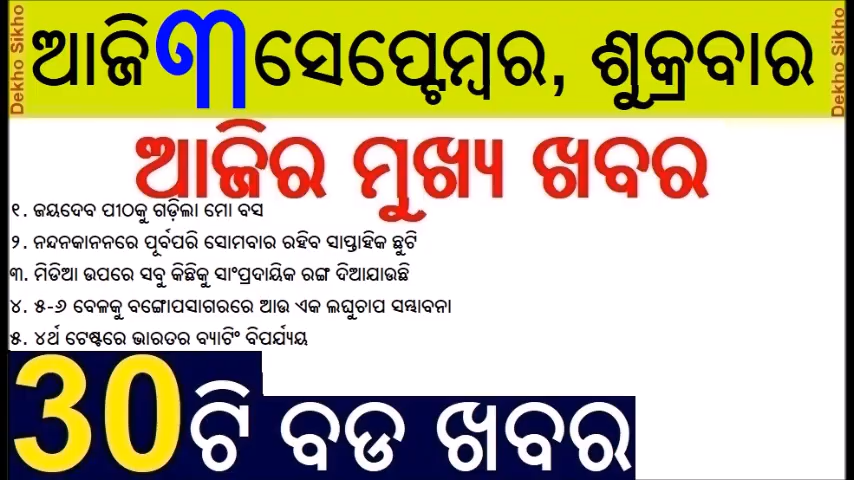 ଆଜି ୩ ସେପ୍ଟେମ୍ବର, ଶୁକ୍ରବାର
Dekho Sikho
Dekho Sikho
ଆଜିର ମୁଖ୍ୟ ଖବର
୧. ଜୟଦେବ ପୀଠକୁ ଗଡ଼ିଲା ମୋ ବସ
୨. ନନ୍ଦନକାନନରେ ପୂର୍ବପରି ସୋମବାର ରହିବ ସାପ୍ତାହିକ ଛୁଟି
୩. ମିଡିଆ ଉପରେ ସବୁ କିଛିକୁ ସାଂପ୍ରଦାୟିକ ରଙ୍ଗ ଦିଆଯାଉଛି
୪. ୫-୬ ବେଳକୁ ବଙ୍ଗୋପସାଗରରେ ଆଉ ଏକ ଲଘୁଚାପ ସମ୍ଭାବନା
୫. ୪ର୍ଥ ଟେଷ୍ଟରେ ଭାରତର ବ୍ୟାଟିଂ ବିପର୍ଯ୍ୟୟ
30ଟି ବଡ ଖବର